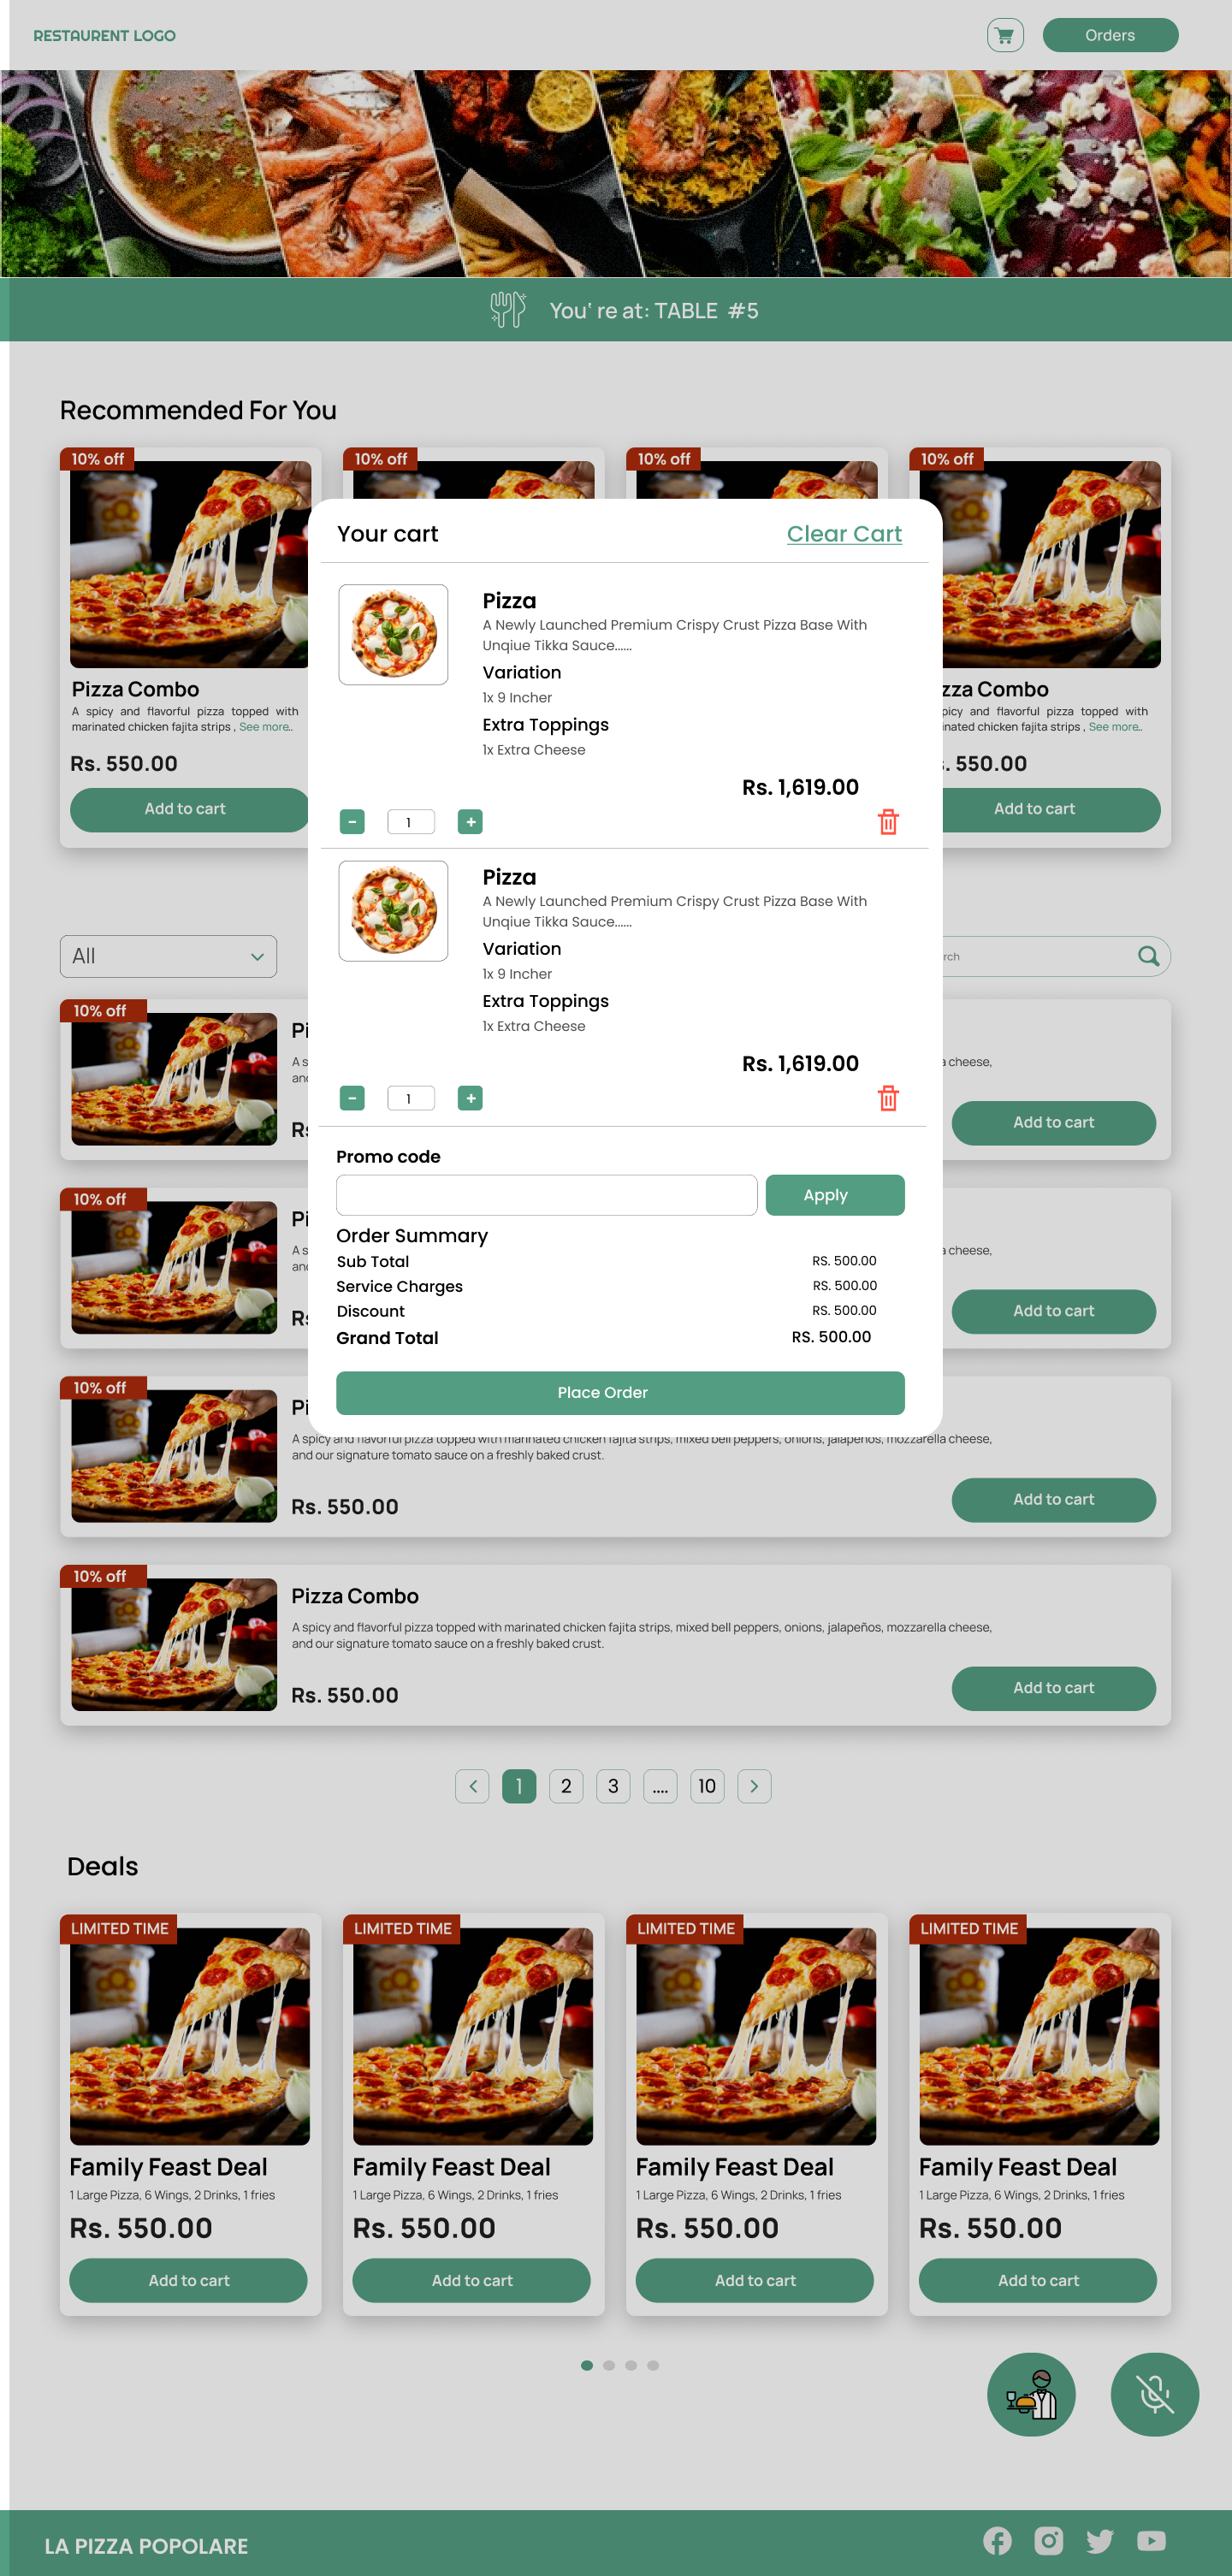 RESTAURENT LOGO
Orders
You' re at: TABLE #5
Recommended For You
10% off
10% off
10% off
10% off
Pizza Combo
A spicy and flavorful pizza topped with
marinated chicken fajita strips , See more..
Rs. 550.00
Add to cart
zza Combo
picy and flavorful pizza topped with
nated chicken fajita strips , See more..
. 550.00
Add to cart
Your cart
Clear Cart
Pizza
A Newly Launched Premium Crispy Crust Pizza Base With
Unqiue Tikka Sauce......
Variation
1x 9 Incher
Extra Toppings
1x Extra Cheese
Rs. 1,619.00
- 1 +
Pizza
A Newly Launched Premium Crispy Crust Pizza Base With
Unqiue Tikka Sauce......
Variation
1x 9 Incher
Extra Toppings
1x Extra Cheese
Rs. 1,619.00
- 1 +
Promo code
Apply
Order Summary
Sub Total RS. 500.00
Service Charges RS. 500.00
Discount RS. 500.00
Grand Total RS. 500.00
Place Order
All
rch
10% off
Pi
A s
and
a cheese,
Rs
Add to cart
10% off
Pi
A s
and
a cheese,
Rs
Add to cart
10% off
Pi
A spicy and flavorful pizza topped with marinated chicken fajita strips, mixed bell peppers, onions, jalapeños, mozzarella cheese,
and our signature tomato sauce on a freshly baked crust.
Rs. 550.00
Add to cart
10% off
Pizza Combo
A spicy and flavorful pizza topped with marinated chicken fajita strips, mixed bell peppers, onions, jalapeños, mozzarella cheese,
and our signature tomato sauce on a freshly baked crust.
Rs. 550.00
Add to cart
1 2 3 .... 10
Deals
LIMITED TIME
Family Feast Deal
1 Large Pizza, 6 Wings, 2 Drinks, 1 fries
Rs. 550.00
Add to cart
LIMITED TIME
Family Feast Deal
1 Large Pizza, 6 Wings, 2 Drinks, 1 fries
Rs. 550.00
Add to cart
LIMITED TIME
Family Feast Deal
1 Large Pizza, 6 Wings, 2 Drinks, 1 fries
Rs. 550.00
Add to cart
LIMITED TIME
Family Feast Deal
1 Large Pizza, 6 Wings, 2 Drinks, 1 fries
Rs. 550.00
Add to cart
LA PIZZA POPOLARE